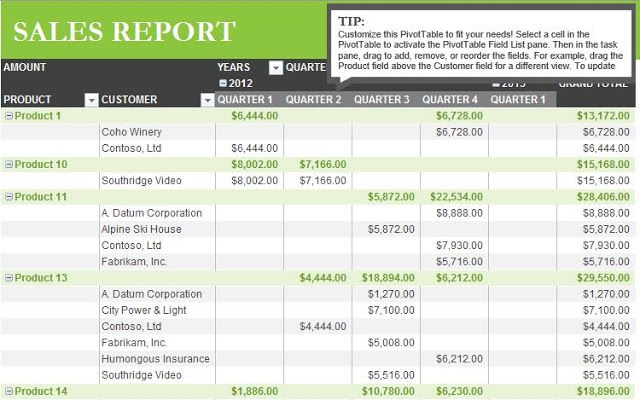 SALES REPORT
TIP:
Customize this PivotTable to fit your needs! Select a cell in the
PivotTable to activate the PivotTable Field List pane. Then in the task
pane, drag to add, remove, or reorder the fields. For example, drag the
Product field above the Customer field for a different view. To update
AMOUNT YEARS QUARTE
2012 2013 GRAND TOTAL
PRODUCT CUSTOMER QUARTER 1 QUARTER 2 QUARTER 3 QUARTER 4 QUARTER 1
Product 1 $6,444.00 $6,728.00 $13,172.00
Coho Winery $6,728.00 $6,728.00
Contoso, Ltd $6,444.00 $6,444.00
Product 10 $8,002.00 $7,166.00 $15,168.00
Southridge Video $8,002.00 $7,166.00 $15,168.00
Product 11 $5,872.00 $22,534.00 $28,406.00
A. Datum Corporation $8,888.00 $8,888.00
Alpine Ski House $5,872.00 $5,872.00
Contoso, Ltd $7,930.00 $7,930.00
Fabrikam, Inc. $5,716.00 $5,716.00
Product 13 $4,444.00 $18,894.00 $6,212.00 $29,550.00
A. Datum Corporation $1,270.00 $1,270.00
City Power & Light $7,100.00 $7,100.00
Contoso, Ltd $4,444.00 $4,444.00
Fabrikam, Inc. $5,008.00 $5,008.00
Humongous Insurance $6,212.00 $6,212.00
Southridge Video $5,516.00 $5,516.00
Product 14 $1,886.00 $10,780.00 $6,230.00 $18,896.00